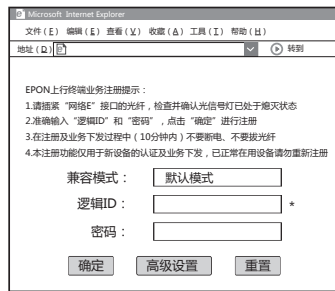 Microsoft Internet Explorer
文件(F) 编辑(E) 查看(V) 收藏(A) 工具(T) 帮助(H)
地址(D) 转到
EPON上行终端业务注册提示：
1.请插紧“网络E”接口的光纤，检查并确认光信号灯已处于熄灭状态
2.准确输入“逻辑ID”和“密码”，点击“确定”进行注册
3.在注册及业务下发过程中（10分钟内）不要断电、不要拔光纤
4.本注册功能仅用于新设备的认证及业务下发，已正常在用设备请勿重新注册
兼容模式： 默认模式
逻辑ID： *
密码：
确定 高级设置 重置